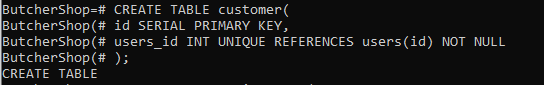 ButcherShop=# CREATE TABLE customer(
ButcherShop(# id SERIAL PRIMARY KEY,
ButcherShop(# users_id INT UNIQUE REFERENCES users(id) NOT NULL
ButcherShop(# );
CREATE TABLE